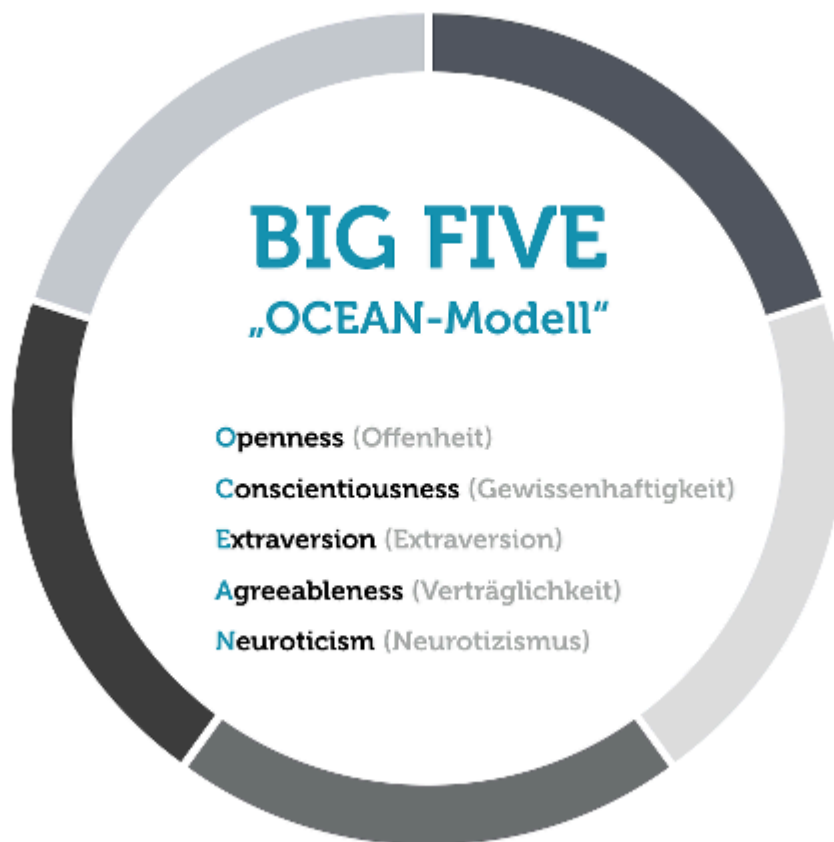 BIG FIVE
„OCEAN-Modell“
Openness (Offenheit)
Conscientiousness (Gewissenhaftigkeit)
Extraversion (Extraversion)
Agreeableness (Verträglichkeit)
Neuroticism (Neurotizismus)